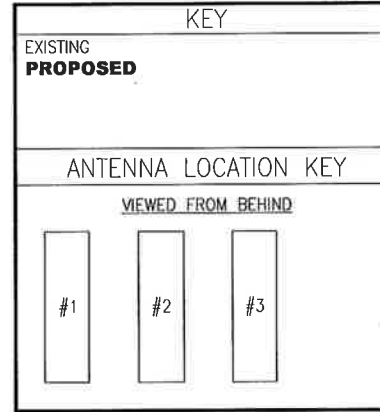 KEY
EXISTING
PROPOSED
ANTENNA LOCATION KEY
VIEWED FROM BEHIND
#1 #2 #3